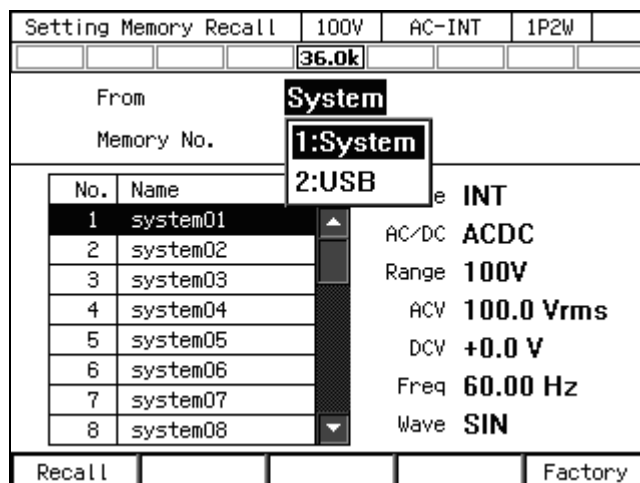 Setting Memory Recall 100V AC-INT 1P2W
36.0k
From System
1:System
Memory No.
2:USB
No. Name
e INT
1 system01
AC/DC ACDC
2 system02
3 system03
Range 100V
4 system04
ACV 100.0 Vrms
5 system05
DCV +0.0 V
6 system06
Freq 60.00 Hz
7 system07
8 system08
Wave SIN
Recall Factory